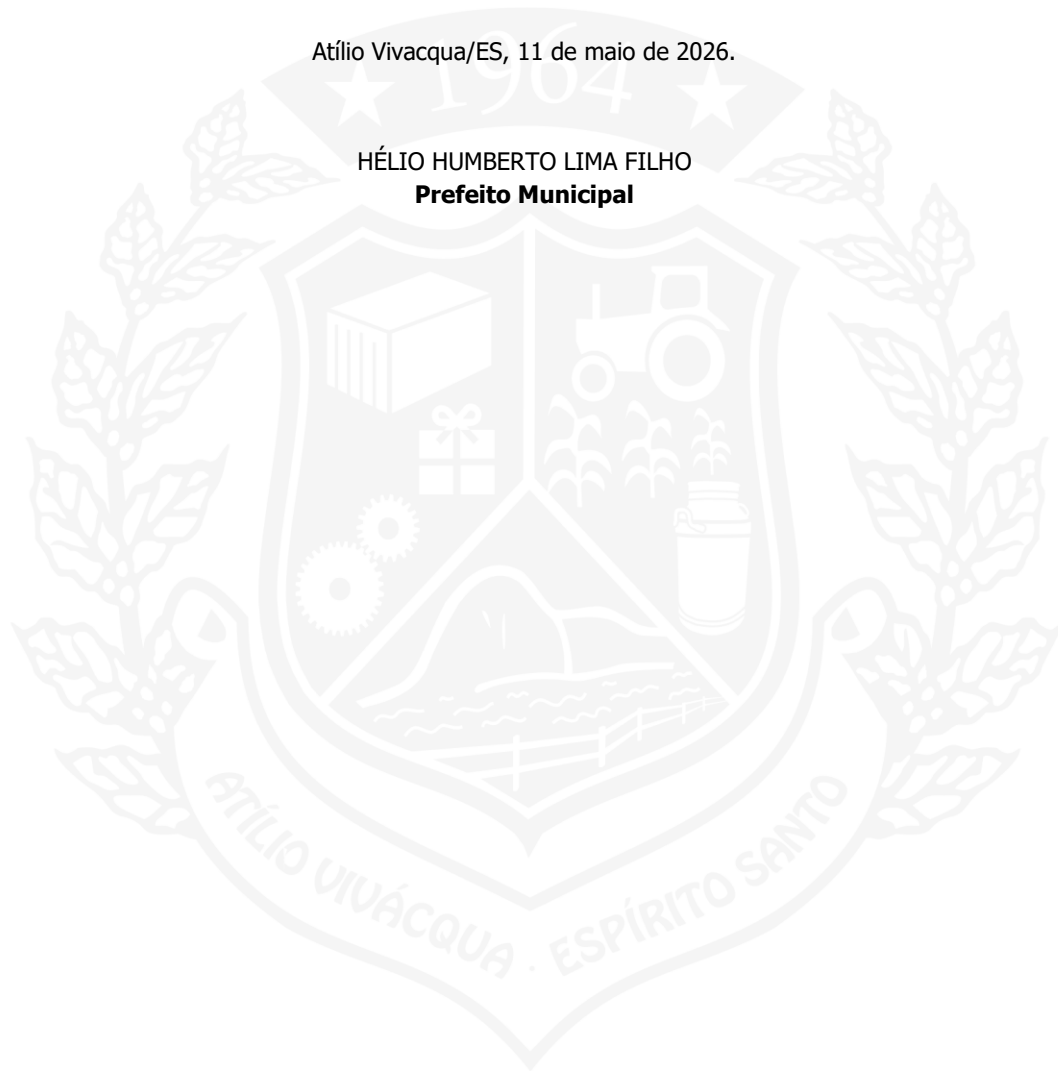 Atílio Vivacqua/ES, 11 de maio de 2026.
HÉLIO HUMBERTO LIMA FILHO
Prefeito Municipal
1964
ATÍLIO VIVÁCQUA · ESPÍRITO SANTO